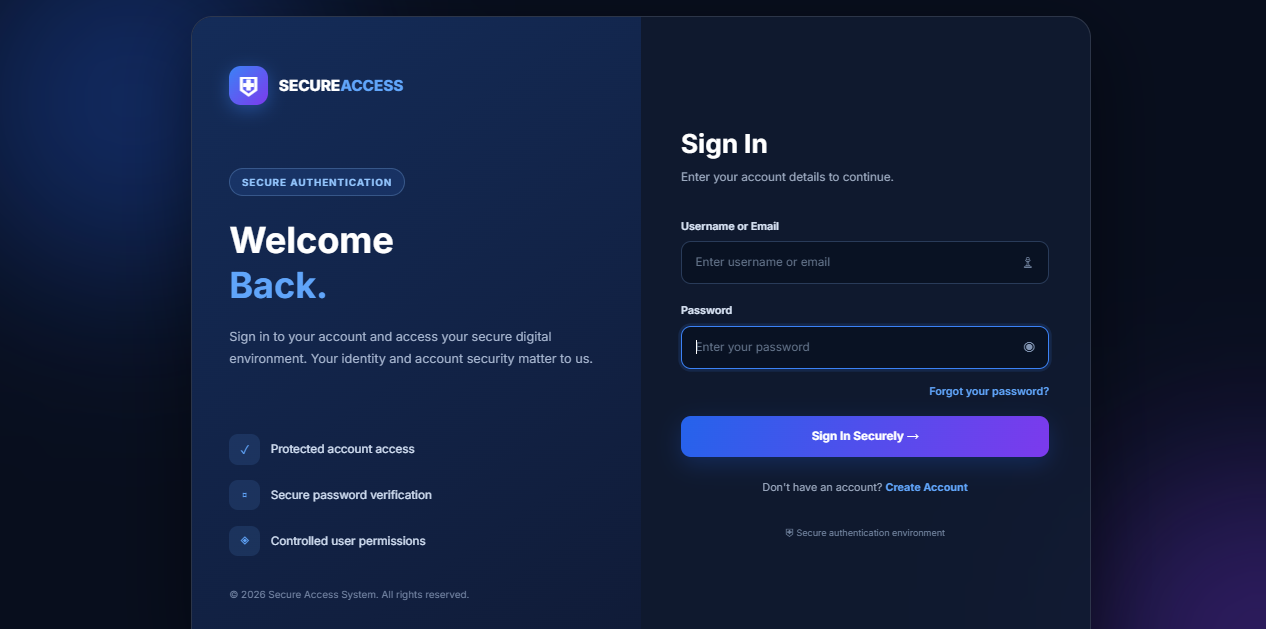 SECUREACCESS
SECURE AUTHENTICATION
Welcome
Back.
Sign in to your account and access your secure digital
environment. Your identity and account security matter to us.
✓ Protected account access
Secure password verification
Controlled user permissions
© 2026 Secure Access System. All rights reserved.
Sign In
Enter your account details to continue.
Username or Email
Enter username or email
Password
Enter your password
Forgot your password?
Sign In Securely →
Don't have an account? Create Account
Secure authentication environment